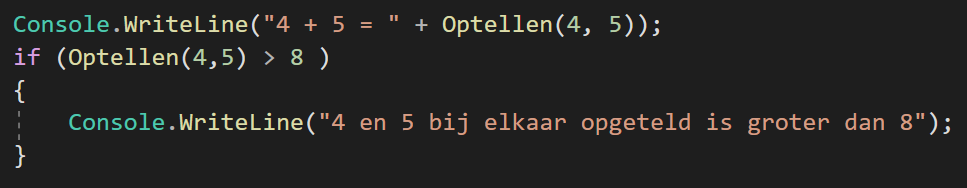 Console.WriteLine("4 + 5 = " + Optellen(4, 5));
if (Optellen(4,5) > 8 )
{
    Console.WriteLine("4 en 5 bij elkaar opgeteld is groter dan 8");
}